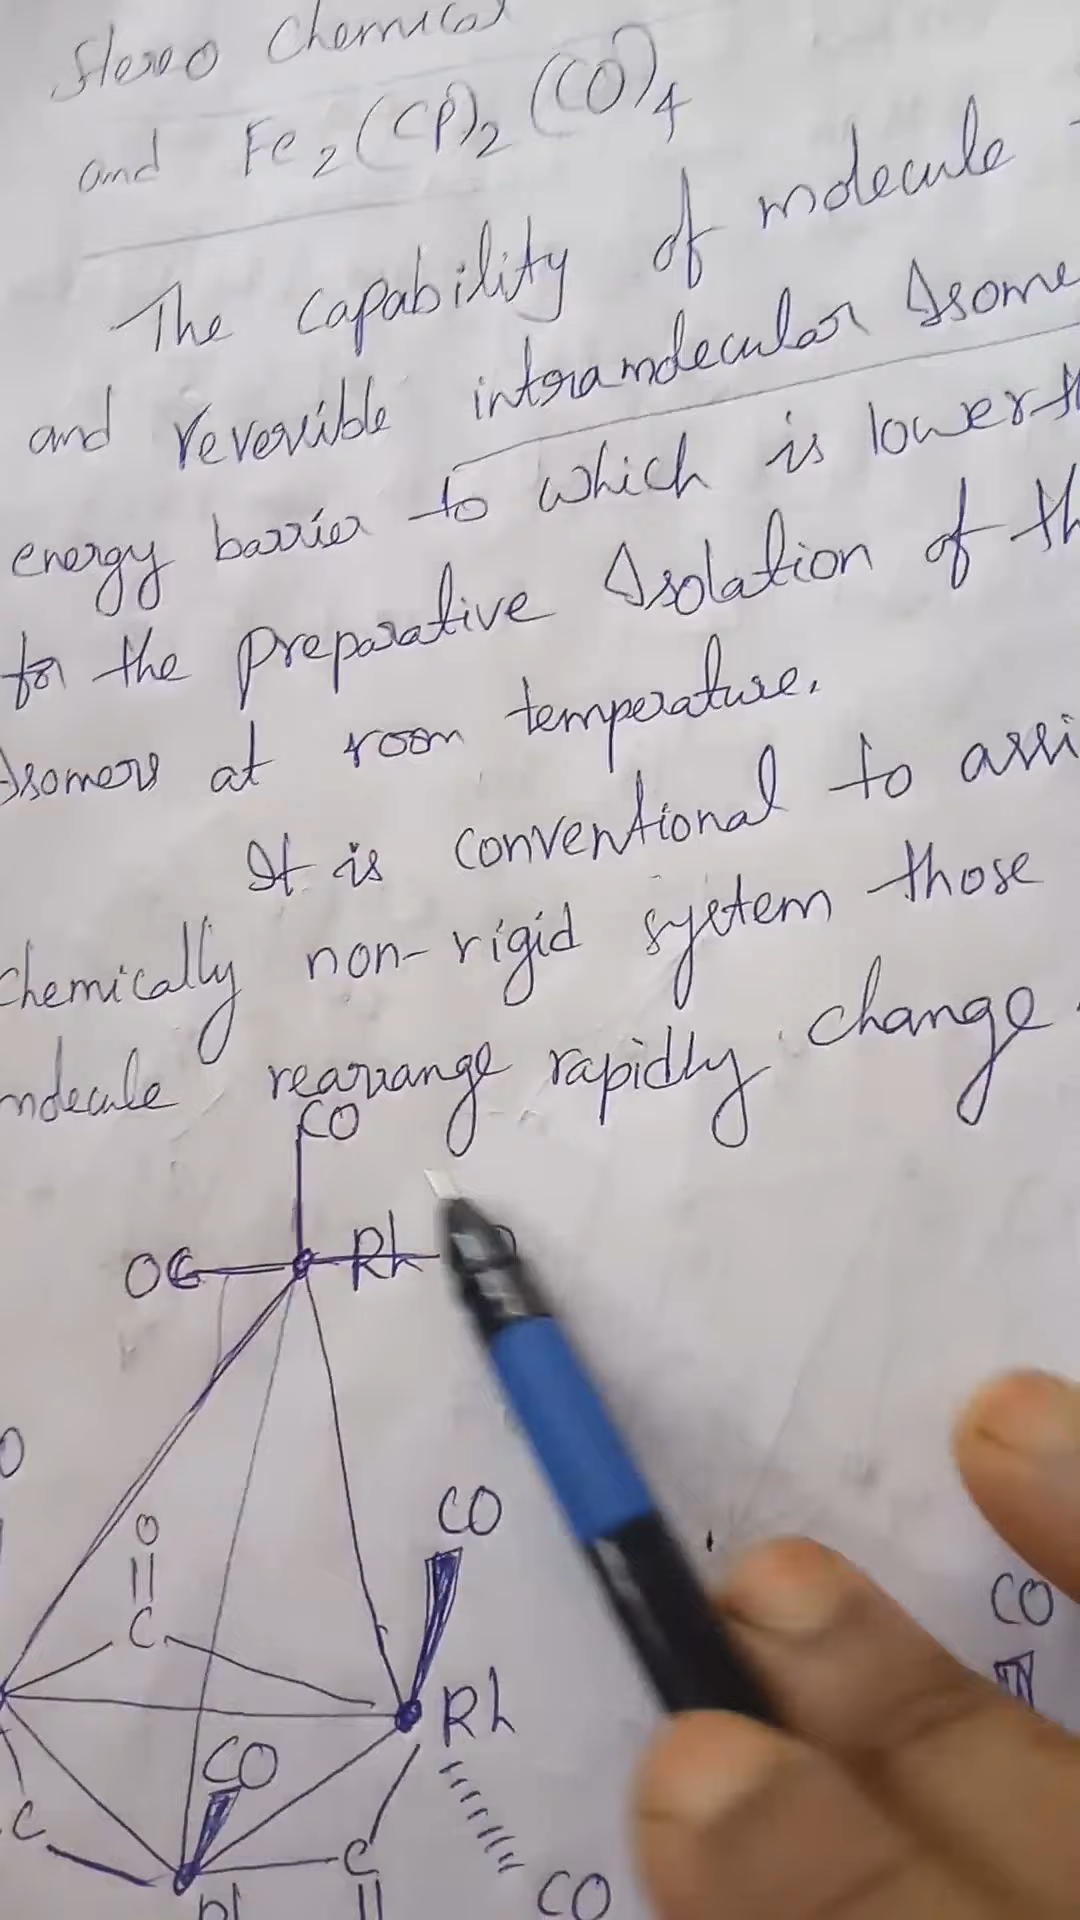 Stereo Chemical
and Fe2(CP)2 (CO)4
The capability of molecule
and reversible intramolecular Isome
energy barrier to which is lower th
for the preparative Isolation of th
Isomers at room temperature.
It is conventional to assi
chemically non-rigid system those
molecule rearrange rapidly change
CO
OC Rh
O
CO
O
C
CO
Rh
CO
C
C
CO